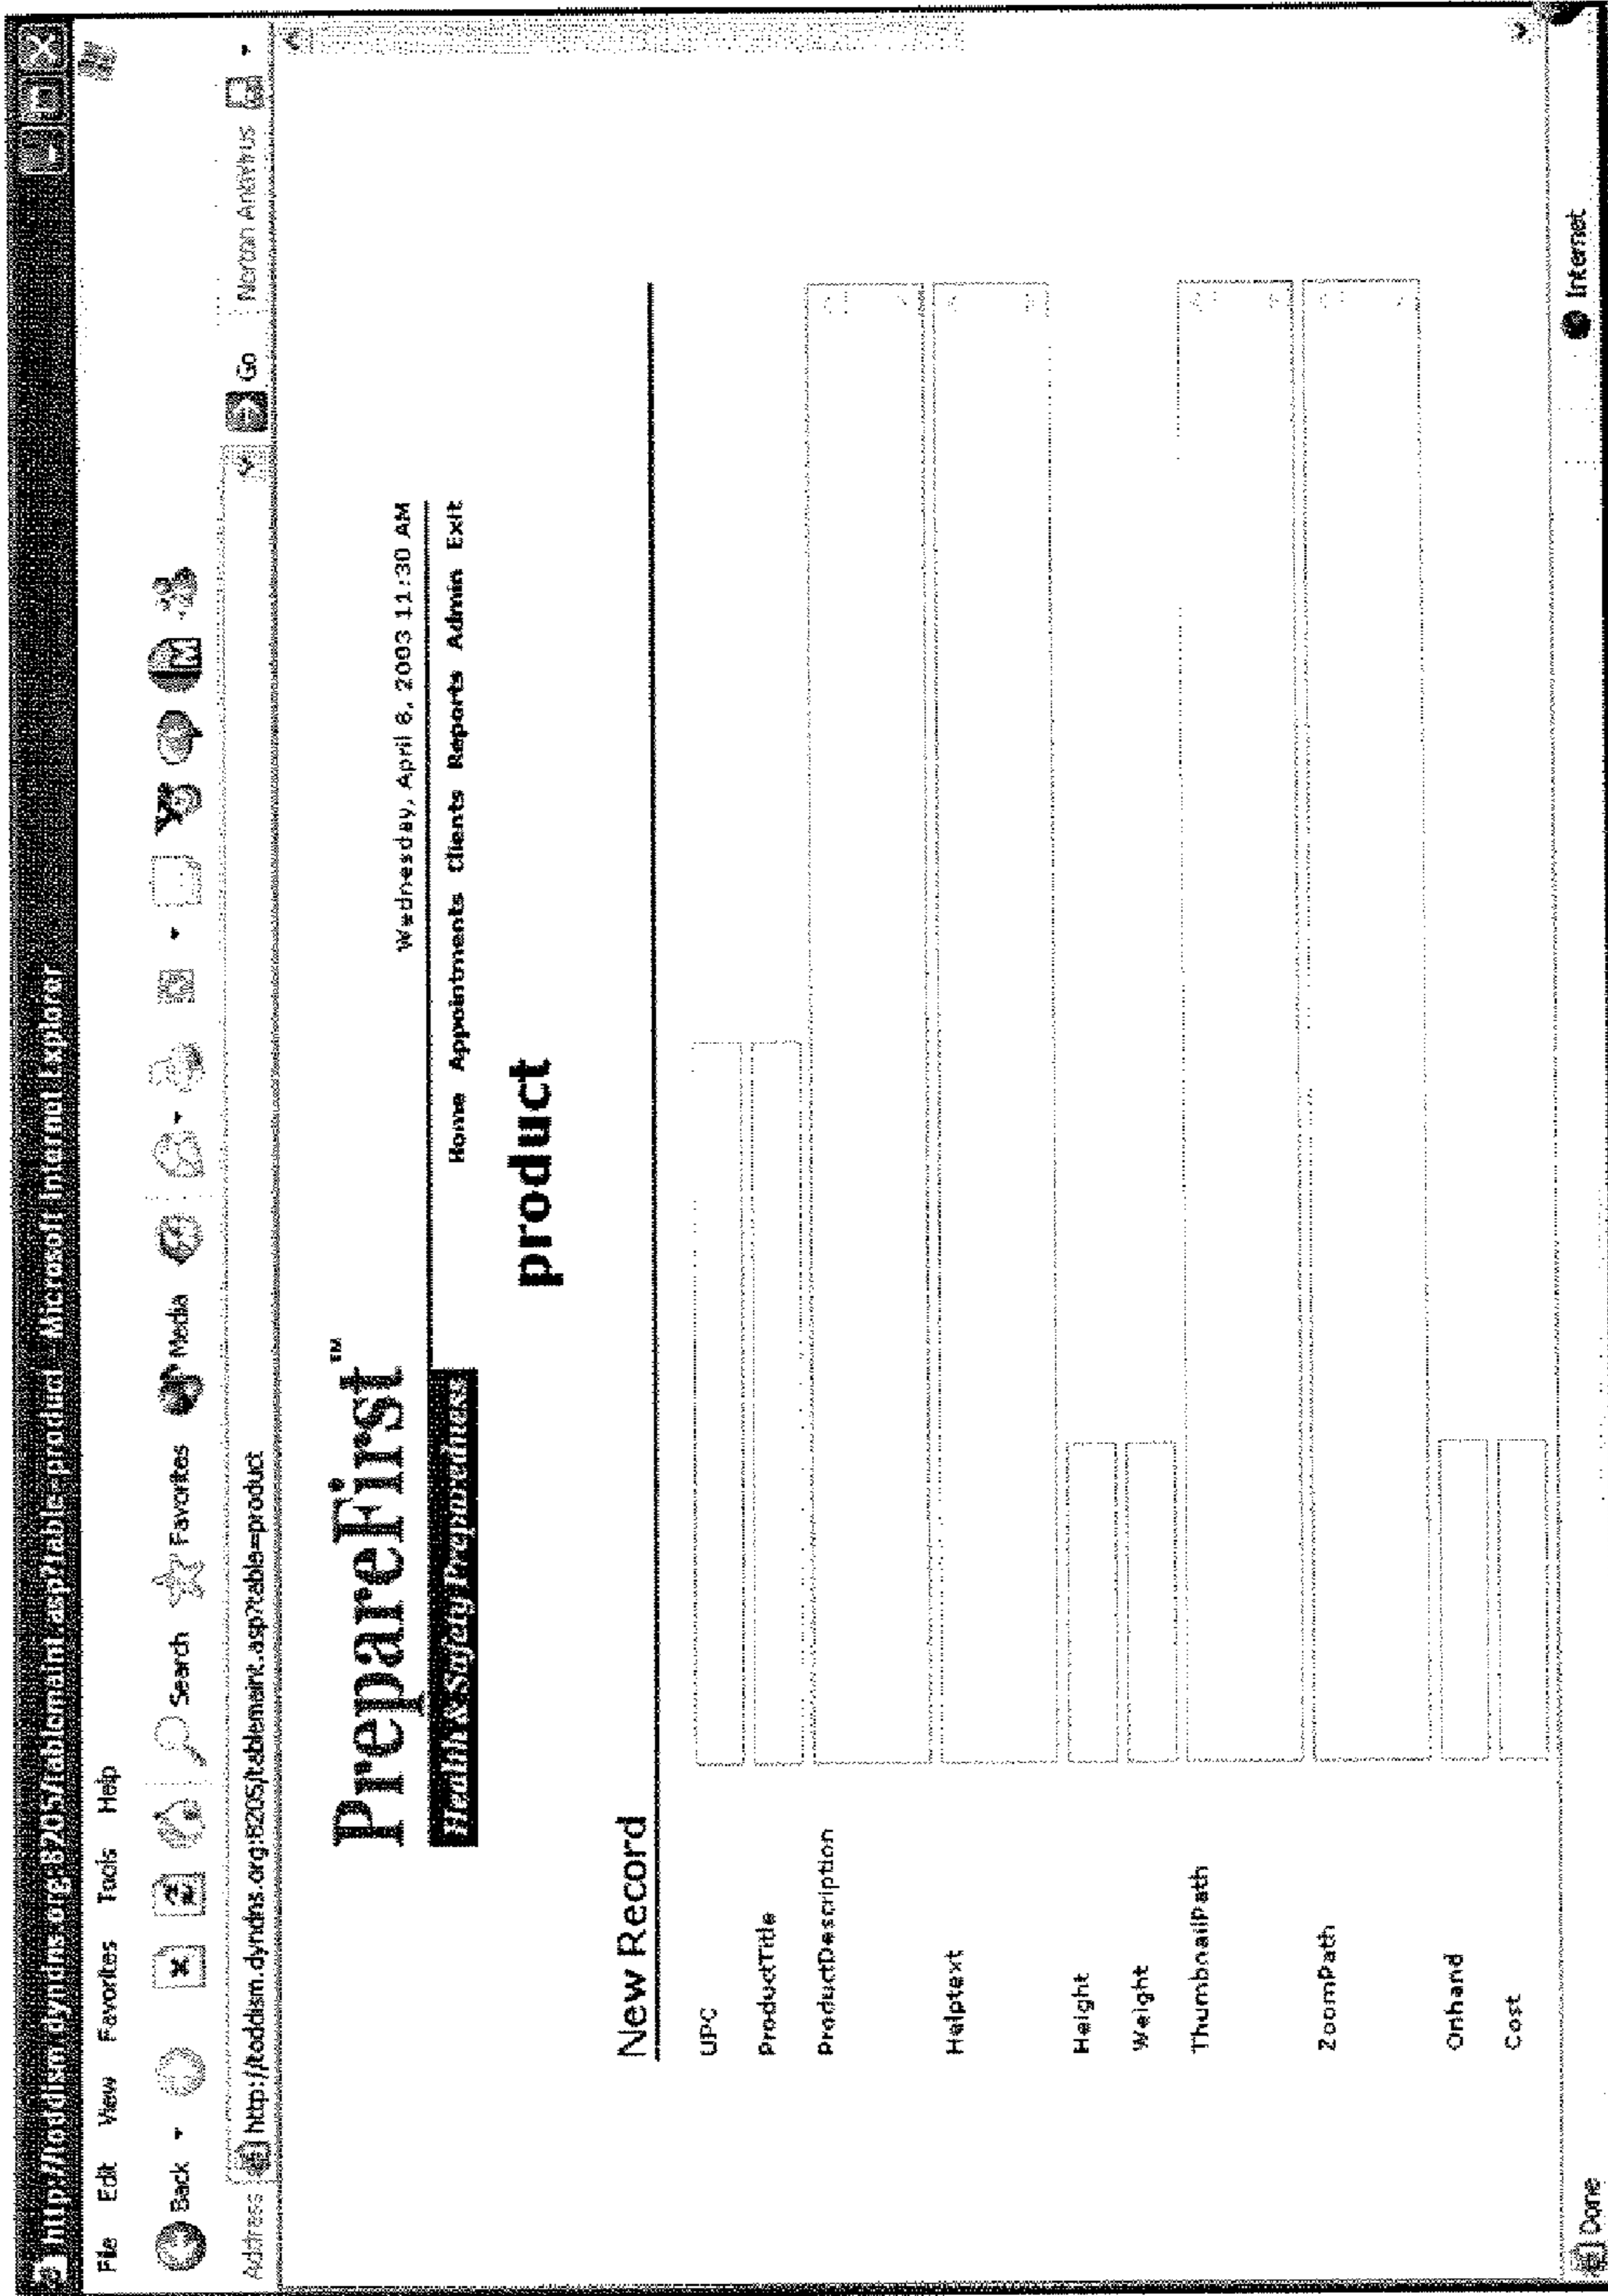 http://toddism.dyndns.org:8205/tablemaint.asp?table=product - Microsoft Internet Explorer
File Edit View Favorites Tools Help
Back Search Favorites Media
Address http://toddism.dyndns.org:8205/tablemaint.asp?table=product Go Norton AntiVirus
PrepareFirst™
Wednesday, April 6, 2003 11:30 AM
Health & Safety Preparedness
Home Appointments Clients Reports Admin Exit
product
New Record
UPC
ProductTitle
ProductDescription
Helptext
Height
Weight
ThumbnailPath
ZoomPath
Onhand
Cost
Done Internet